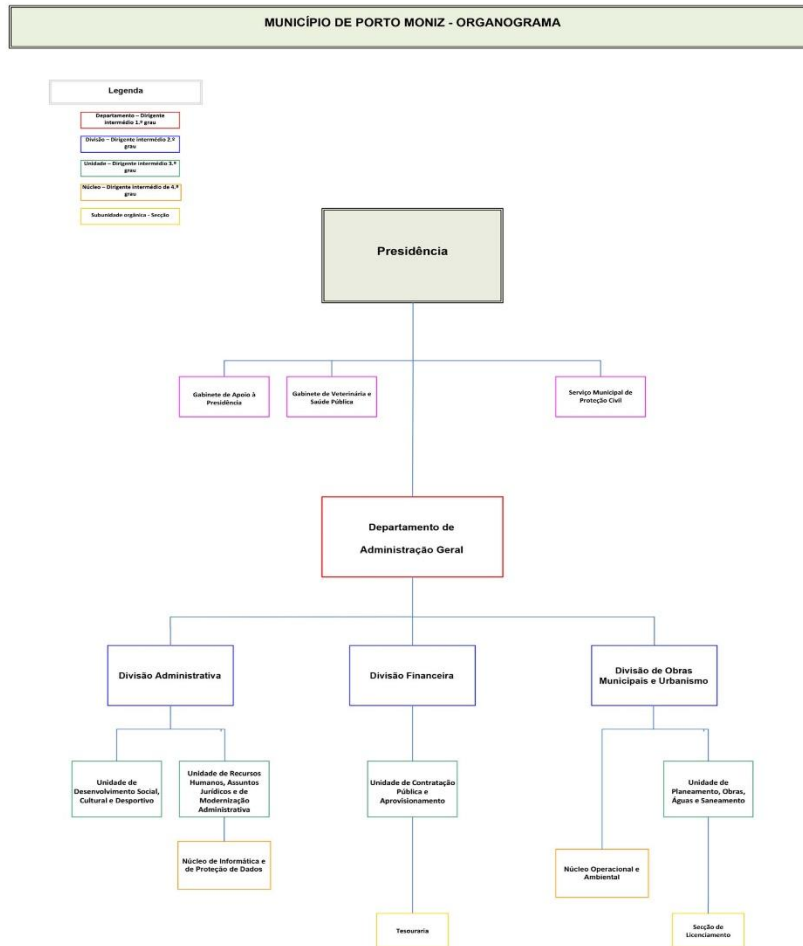 MUNICÍPIO DE PORTO MONIZ - ORGANOGRAMA
Legenda
Departamento – Dirigente
Intermédio 1.º grau
Divisão – Dirigente intermédio 2.º
grau
Unidade – Dirigente intermédio 3.º
grau
Núcleo – Dirigente intermédio de 4.º
grau
Subunidade orgânica - Secção
Presidência
Gabinete de Apoio à
Presidência
Gabinete de Veterinária e
Saúde Pública
Serviço Municipal de
Proteção Civil
Departamento de
Administração Geral
Divisão Administrativa
Divisão Financeira
Divisão de Obras
Municipais e Urbanismo
Unidade de
Desenvolvimento Social,
Cultural e Desportivo
Unidade de Recursos
Humanos, Assuntos
Jurídicos e de
Modernização
Administrativa
Unidade de Contratação
Pública e
Aprovisionamento
Unidade de
Planeamento, Obras,
Águas e Saneamento
Núcleo de Informática e
de Proteção de Dados
Núcleo Operacional e
Ambiental
Tesouraria
Secção de
Licenciamento